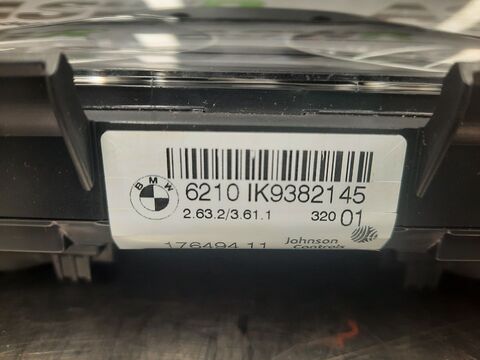 BMW
6210 IK9382145
2.63.2/3.61.1 320 01
176494 11 Johnson
Controls